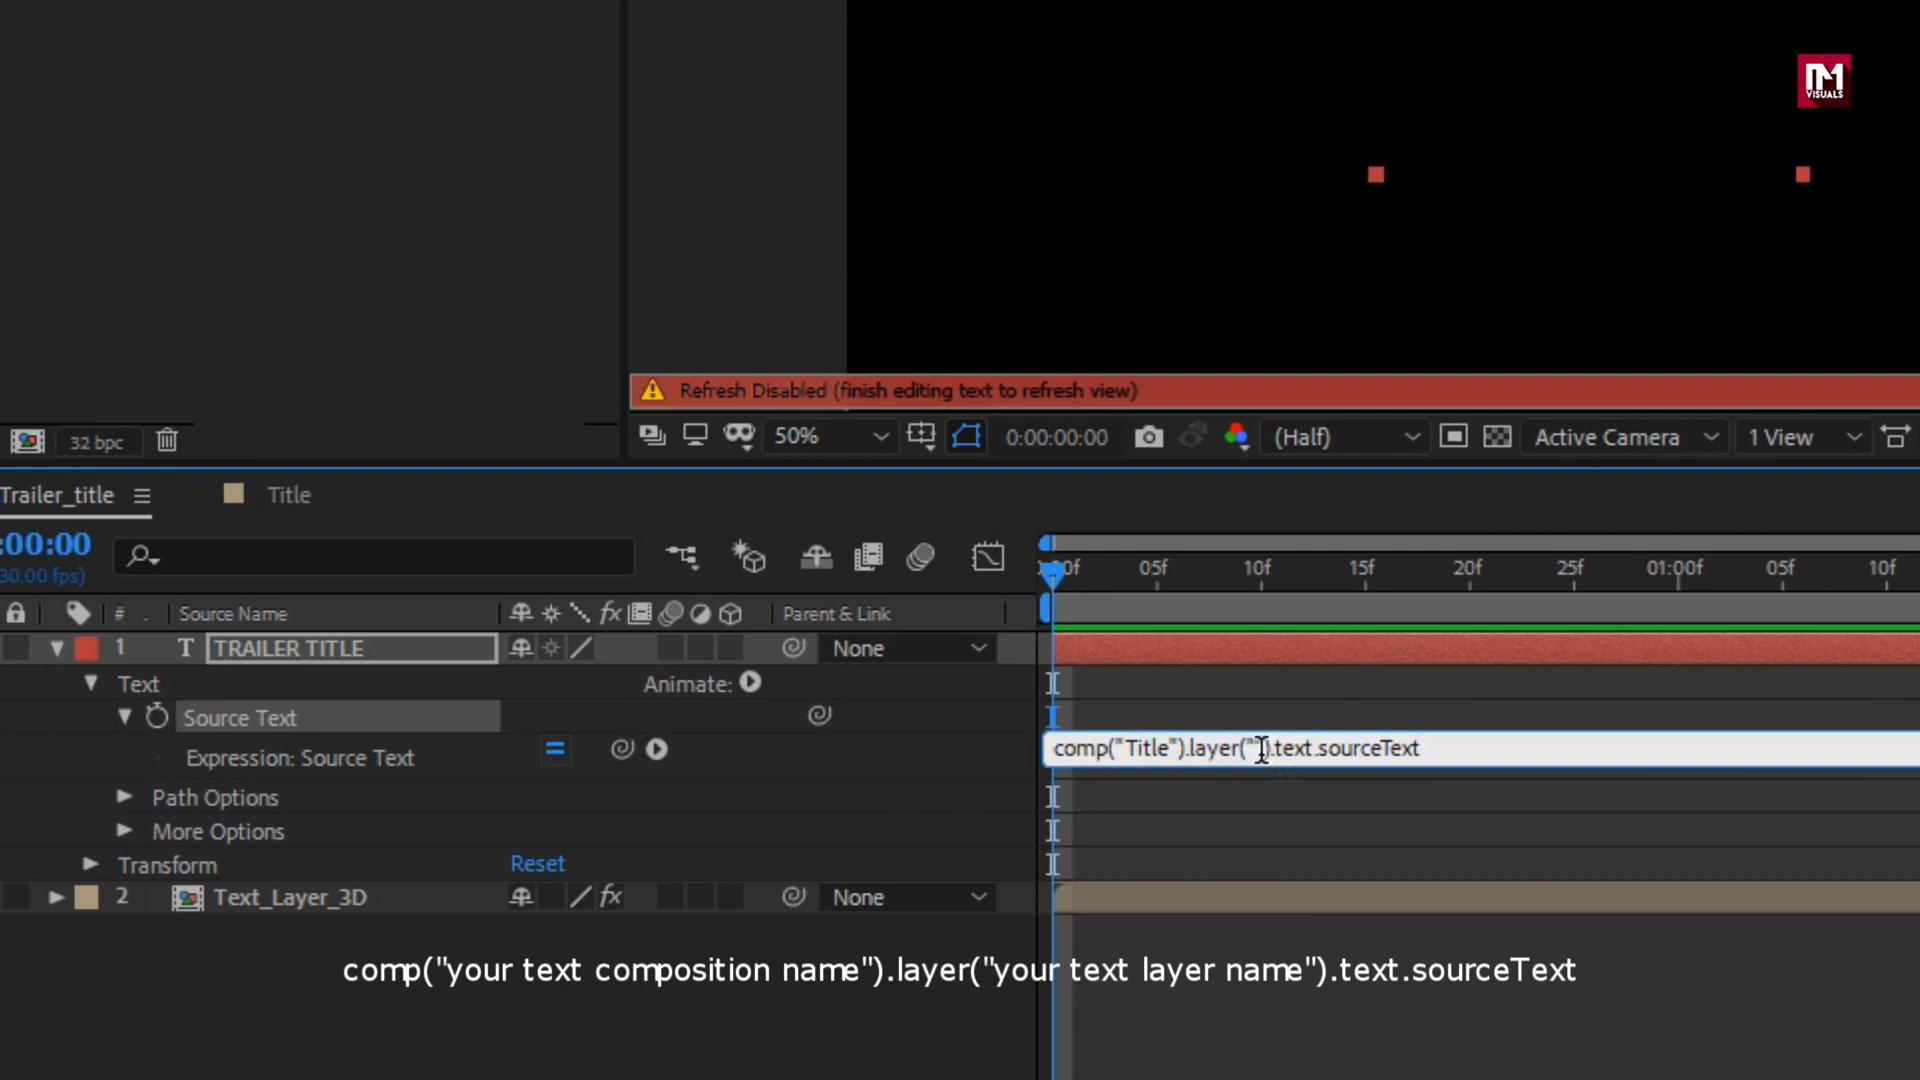 IM
VISUALS
Refresh Disabled (finish editing text to refresh view)
32 bpc
50%
0:00:00:00
(Half)
Active Camera
1 View
Trailer_title
Title
:00:00
30.00 fps)
05f
10f
15f
20f
25f
01:00f
05f
10f
#
.
Source Name
fx
Parent & Link
1
T
TRAILER TITLE
None
Text
Animate:
Source Text
Expression: Source Text
comp("Title").layer("").text.sourceText
Path Options
More Options
Transform
Reset
2
Text_Layer_3D
fx
None
comp("your text composition name").layer("your text layer name").text.sourceText